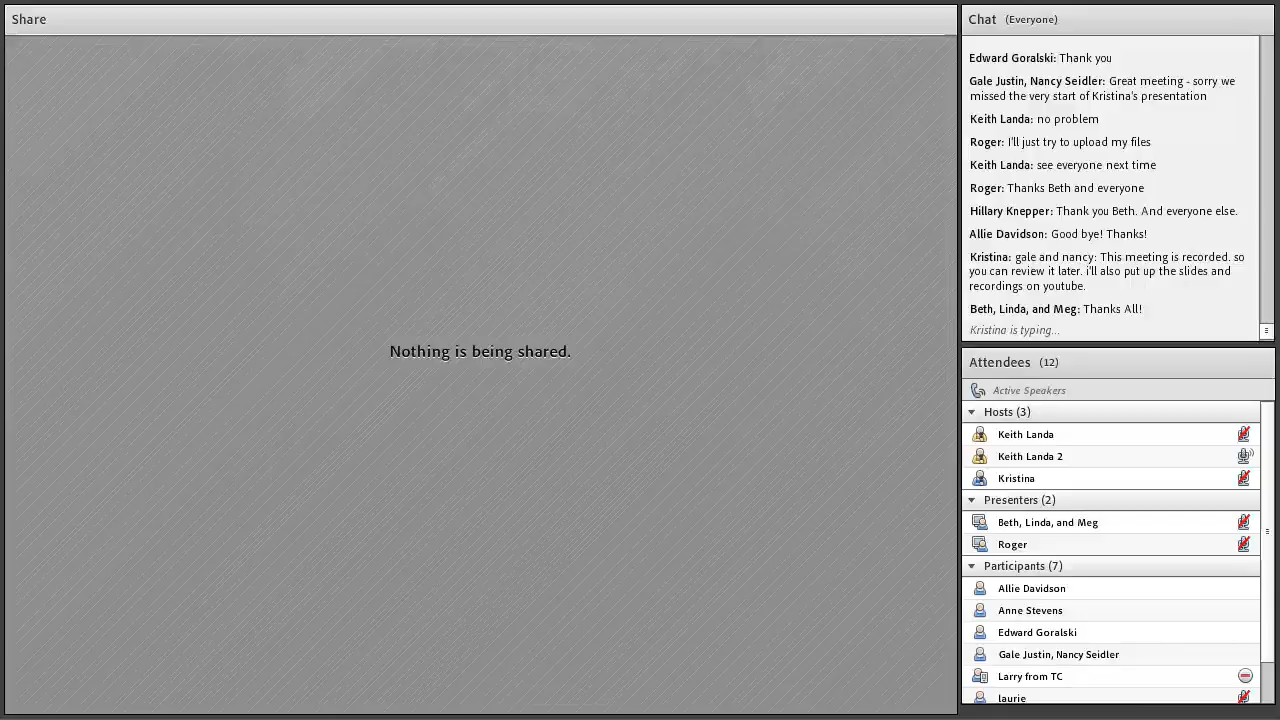 Share
Nothing is being shared.
Chat (Everyone)
Edward Goralski: Thank you
Gale Justin, Nancy Seidler: Great meeting - sorry we
missed the very start of Kristina's presentation
Keith Landa: no problem
Roger: I'll just try to upload my files
Keith Landa: see everyone next time
Roger: Thanks Beth and everyone
Hillary Knepper: Thank you Beth. And everyone else.
Allie Davidson: Good bye! Thanks!
Kristina: gale and nancy: This meeting is recorded. so
you can review it later. i'll also put up the slides and
recordings on youtube.
Beth, Linda, and Meg: Thanks All!
Kristina is typing...
Attendees (12)
Active Speakers
Hosts (3)
Keith Landa
Keith Landa 2
Kristina
Presenters (2)
Beth, Linda, and Meg
Roger
Participants (7)
Allie Davidson
Anne Stevens
Edward Goralski
Gale Justin, Nancy Seidler
Larry from TC
laurie